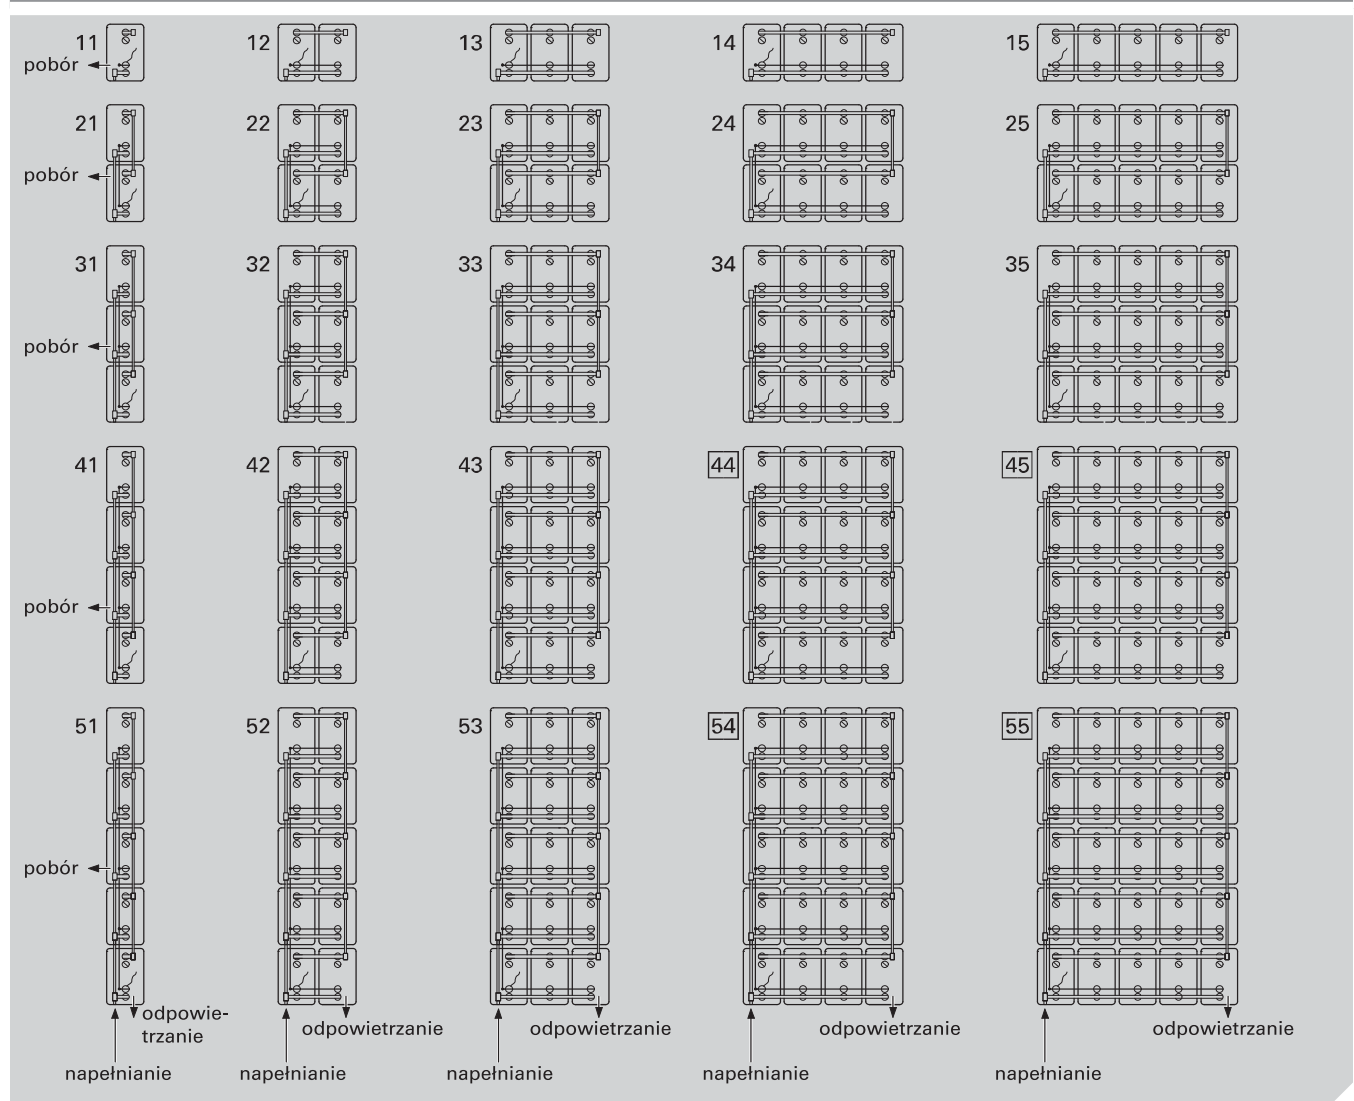 11 12 13 14 15
pobór
21 22 23 24 25
pobór
31 32 33 34 35
pobór
41 42 43 44 45
pobór
51 52 53 54 55
pobór
odpowie-
trzanie
odpowietrzanie odpowietrzanie odpowietrzanie odpowietrzanie
napełnianie napełnianie napełnianie napełnianie napełnianie